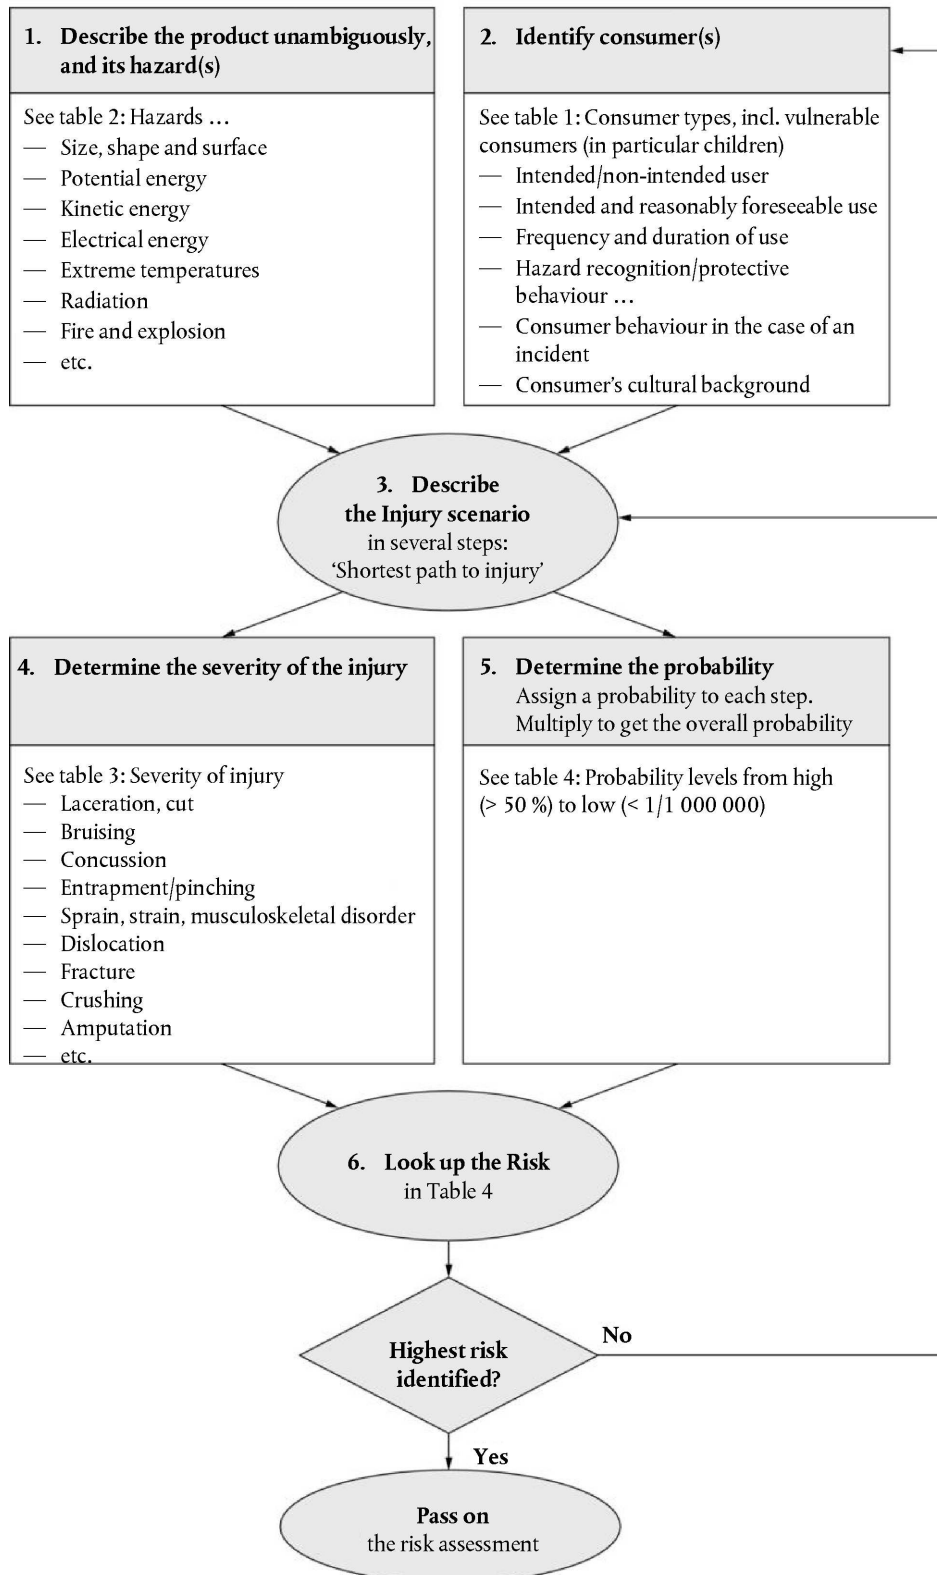 1. Describe the product unambiguously,
and its hazard(s)
See table 2: Hazards …
— Size, shape and surface
— Potential energy
— Kinetic energy
— Electrical energy
— Extreme temperatures
— Radiation
— Fire and explosion
— etc.
2. Identify consumer(s)
See table 1: Consumer types, incl. vulnerable
consumers (in particular children)
— Intended/non-intended user
— Intended and reasonably foreseeable use
— Frequency and duration of use
— Hazard recognition/protective
behaviour …
— Consumer behaviour in the case of an
incident
— Consumer’s cultural background
3. Describe
the Injury scenario
in several steps:
‘Shortest path to injury’
4. Determine the severity of the injury
See table 3: Severity of injury
— Laceration, cut
— Bruising
— Concussion
— Entrapment/pinching
— Sprain, strain, musculoskeletal disorder
— Dislocation
— Fracture
— Crushing
— Amputation
— etc.
5. Determine the probability
Assign a probability to each step.
Multiply to get the overall probability
See table 4: Probability levels from high
(> 50 %) to low (< 1/1 000 000)
6. Look up the Risk
in Table 4
Highest risk
identified?
No
Yes
Pass on
the risk assessment